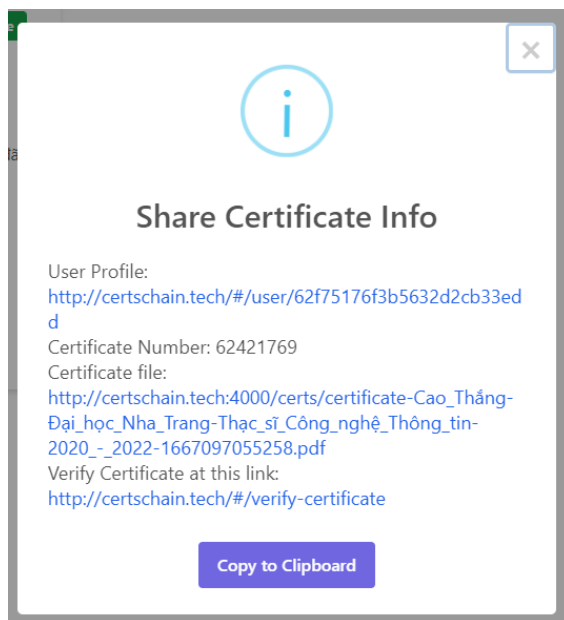 Share Certificate Info
User Profile:
http://certschain.tech/#/user/62f75176f3b5632d2cb33ed
d
Certificate Number: 62421769
Certificate file:
http://certschain.tech:4000/certs/certificate-Cao_Thắng-
Đại_học_Nha_Trang-Thạc_sĩ_Công_nghệ_Thông_tin-
2020_-_2022-1667097055258.pdf
Verify Certificate at this link:
http://certschain.tech/#/verify-certificate
Copy to Clipboard